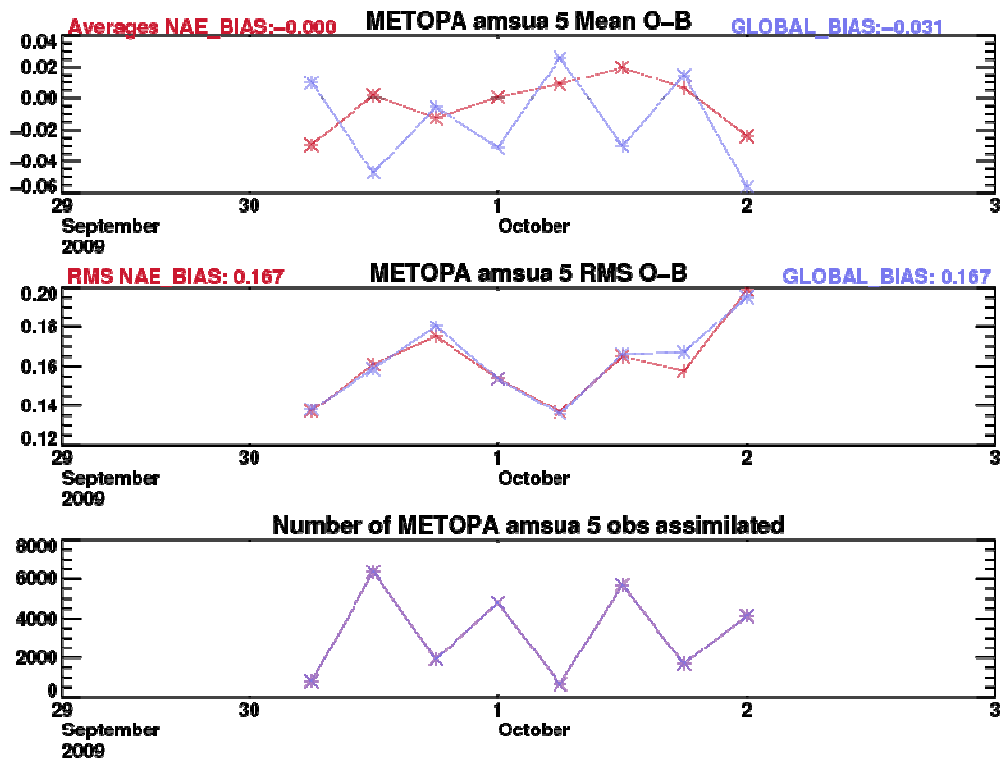 Averages NAE_BIAS:−0.000 METOPA amsua 5 Mean O−B GLOBAL_BIAS:−0.031
0.04
0.02
0.00
−0.02
−0.04
−0.06
29 30 1 2 3
September October
2009
RMS NAE_BIAS: 0.167 METOPA amsua 5 RMS O−B GLOBAL_BIAS: 0.167
0.20
0.18
0.16
0.14
0.12
29 30 1 2 3
September October
2009
Number of METOPA amsua 5 obs assimilated
8000
6000
4000
2000
0
29 30 1 2 3
September October
2009